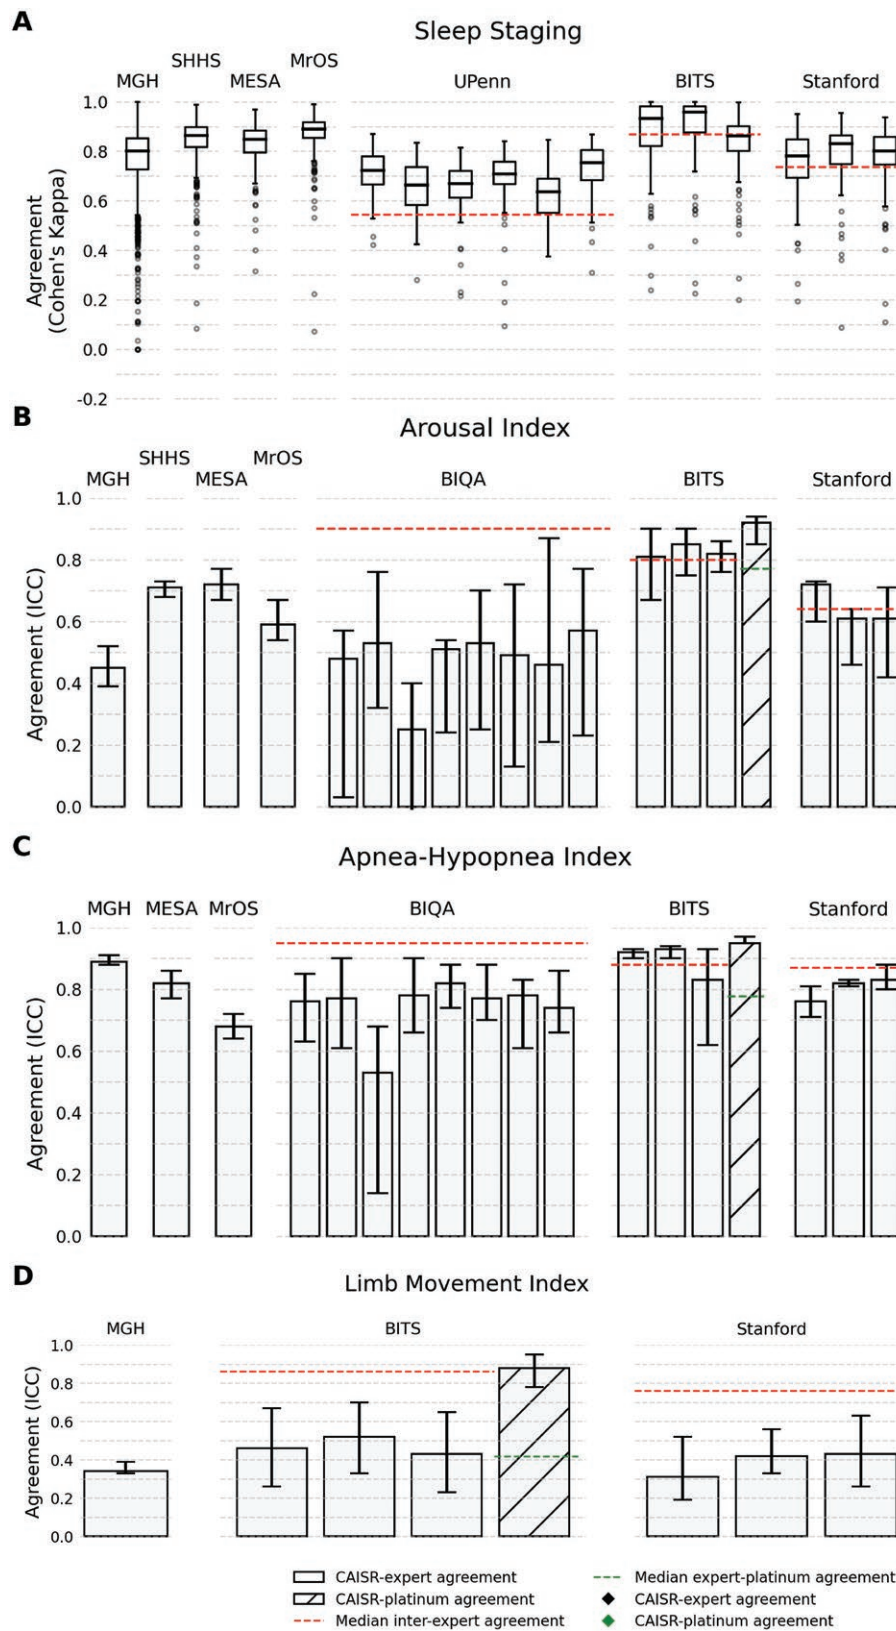 A
Sleep Staging
MGH
SHHS
MESA
MrOS
UPenn
BITS
Stanford
Agreement
(Cohen's Kappa)
1.0
0.8
0.6
0.4
0.2
0.0
-0.2
B
Arousal Index
MGH
SHHS
MESA
MrOS
BIQA
BITS
Stanford
Agreement (ICC)
1.0
0.8
0.6
0.4
0.2
0.0
C
Apnea-Hypopnea Index
MGH
MESA
MrOS
BIQA
BITS
Stanford
Agreement (ICC)
1.0
0.8
0.6
0.4
0.2
0.0
D
Limb Movement Index
MGH
BITS
Stanford
Agreement (ICC)
1.0
0.8
0.6
0.4
0.2
0.0
CAISR-expert agreement
CAISR-platinum agreement
Median inter-expert agreement
Median expert-platinum agreement
CAISR-expert agreement
CAISR-platinum agreement